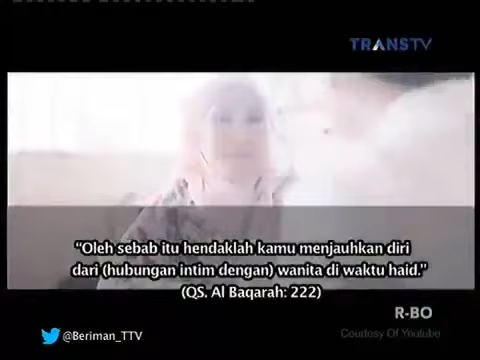 TRANSTV
"Oleh sebab itu hendaklah kamu menjauhkan diri
dari (hubungan intim dengan) wanita di waktu haid."
(QS. Al Baqarah: 222)
R-BO
@Beriman_TTV
Courtesy Of Youtube